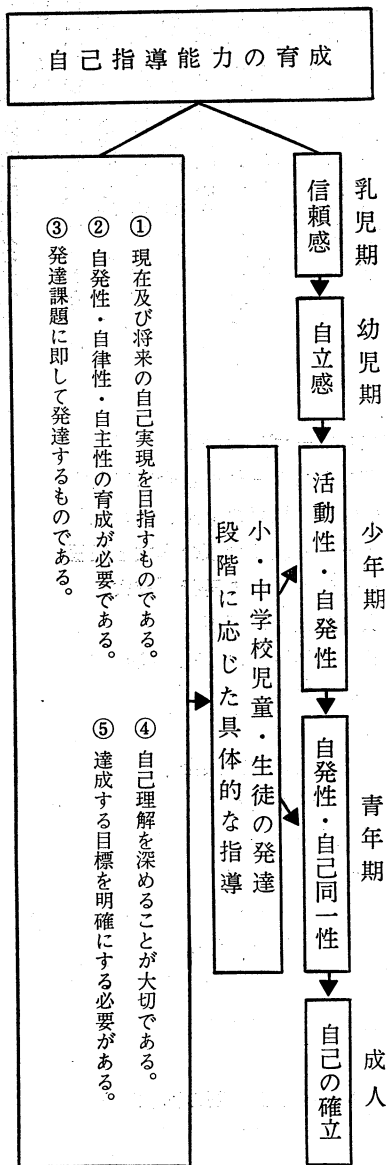 自己指導能力の育成
乳児期
幼児期
少年期
青年期
成人
信頼感
自立感
活動性・自発性
自発性・自己同一性
自己の確立
小・中学校児童・生徒の発達
段階に応じた具体的な指導
① 現在及び将来の自己実現を目指すものである。
② 自発性・自律性・自主性の育成が必要である。
③ 発達課題に即して発達するものである。
④ 自己理解を深めることが大切である。
⑤ 達成する目標を明確にする必要がある。